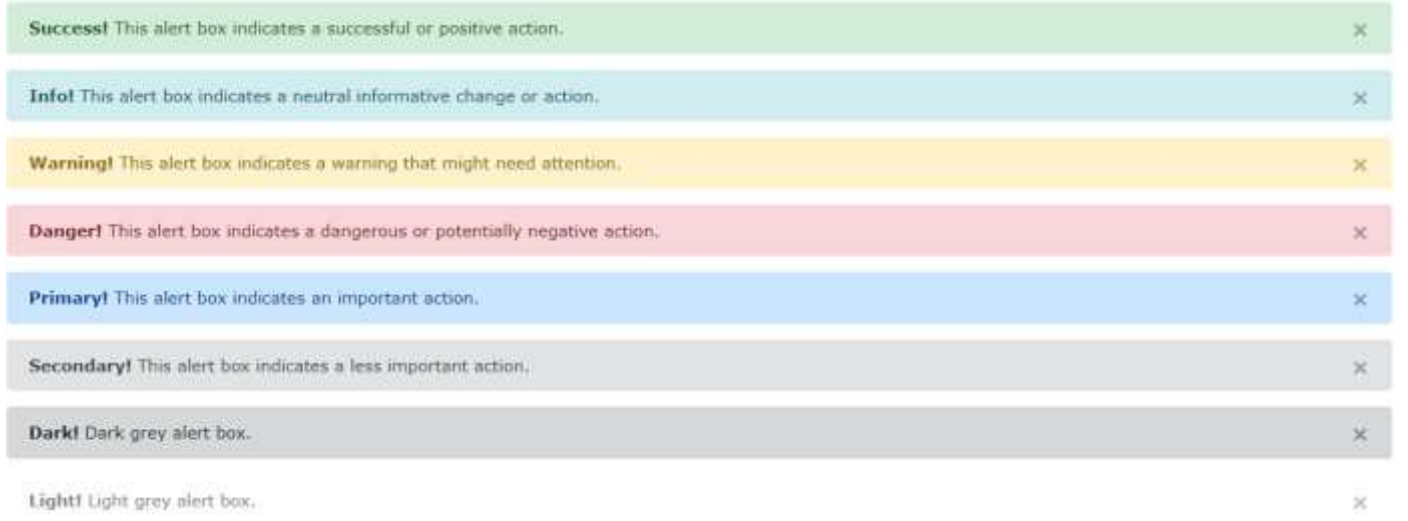 Success! This alert box indicates a successful or positive action. ×
Info! This alert box indicates a neutral informative change or action. ×
Warning! This alert box indicates a warning that might need attention. ×
Danger! This alert box indicates a dangerous or potentially negative action. ×
Primary! This alert box indicates an important action. ×
Secondary! This alert box indicates a less important action. ×
Dark! Dark grey alert box. ×
Light! Light grey alert box. ×